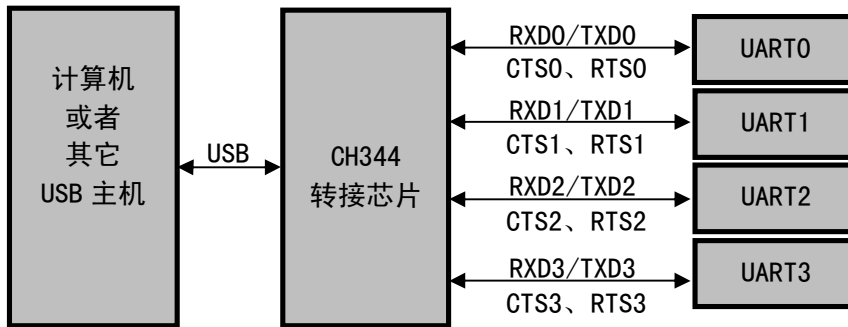 计算机
或者
其它
USB 主机
USB
CH344
转接芯片
RXD0/TXD0
CTS0、RTS0
UART0
RXD1/TXD1
CTS1、RTS1
UART1
RXD2/TXD2
CTS2、RTS2
UART2
RXD3/TXD3
CTS3、RTS3
UART3